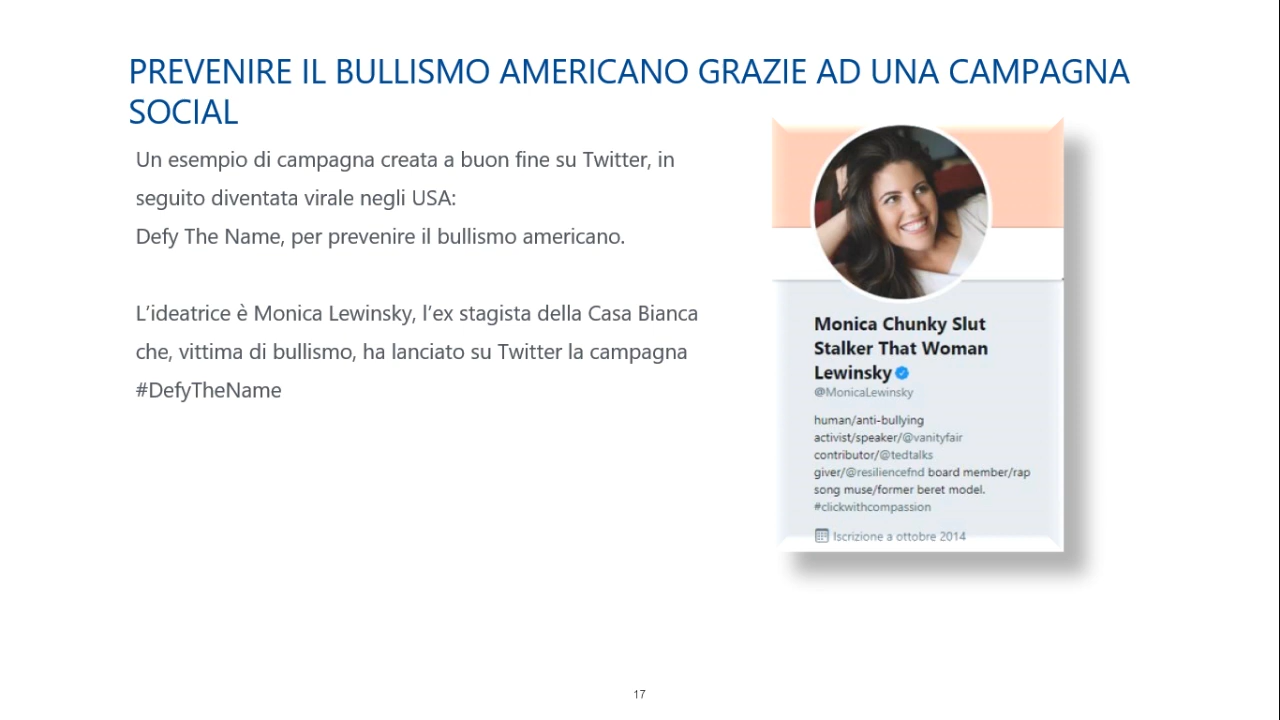 PREVENIRE IL BULLISMO AMERICANO GRAZIE AD UNA CAMPAGNA
SOCIAL
Un esempio di campagna creata a buon fine su Twitter, in
seguito diventata virale negli USA:
Defy The Name, per prevenire il bullismo americano.
L'ideatrice è Monica Lewinsky, l'ex stagista della Casa Bianca
che, vittima di bullismo, ha lanciato su Twitter la campagna
#DefyTheName
Monica Chunky Slut
Stalker That Woman
Lewinsky
@MonicaLewinsky
human/anti-bullying
activist/speaker/@vanityfair
contributor/@tedtalks
giver/@resiliencefnd board member/rap
song muse/former beret model.
#clickwithcompassion
Iscrizione a ottobre 2014
17